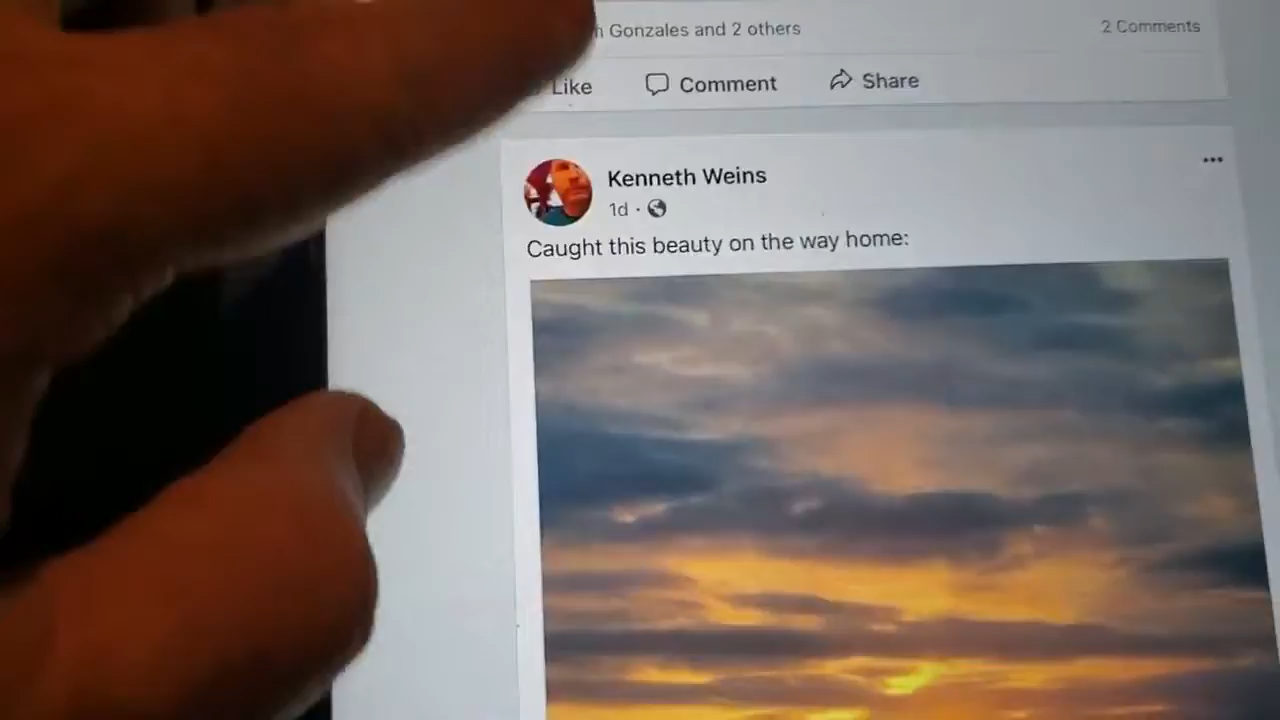 Gonzales and 2 others
2 Comments
Like
Comment
Share
Kenneth Weins
1d ·
Caught this beauty on the way home: